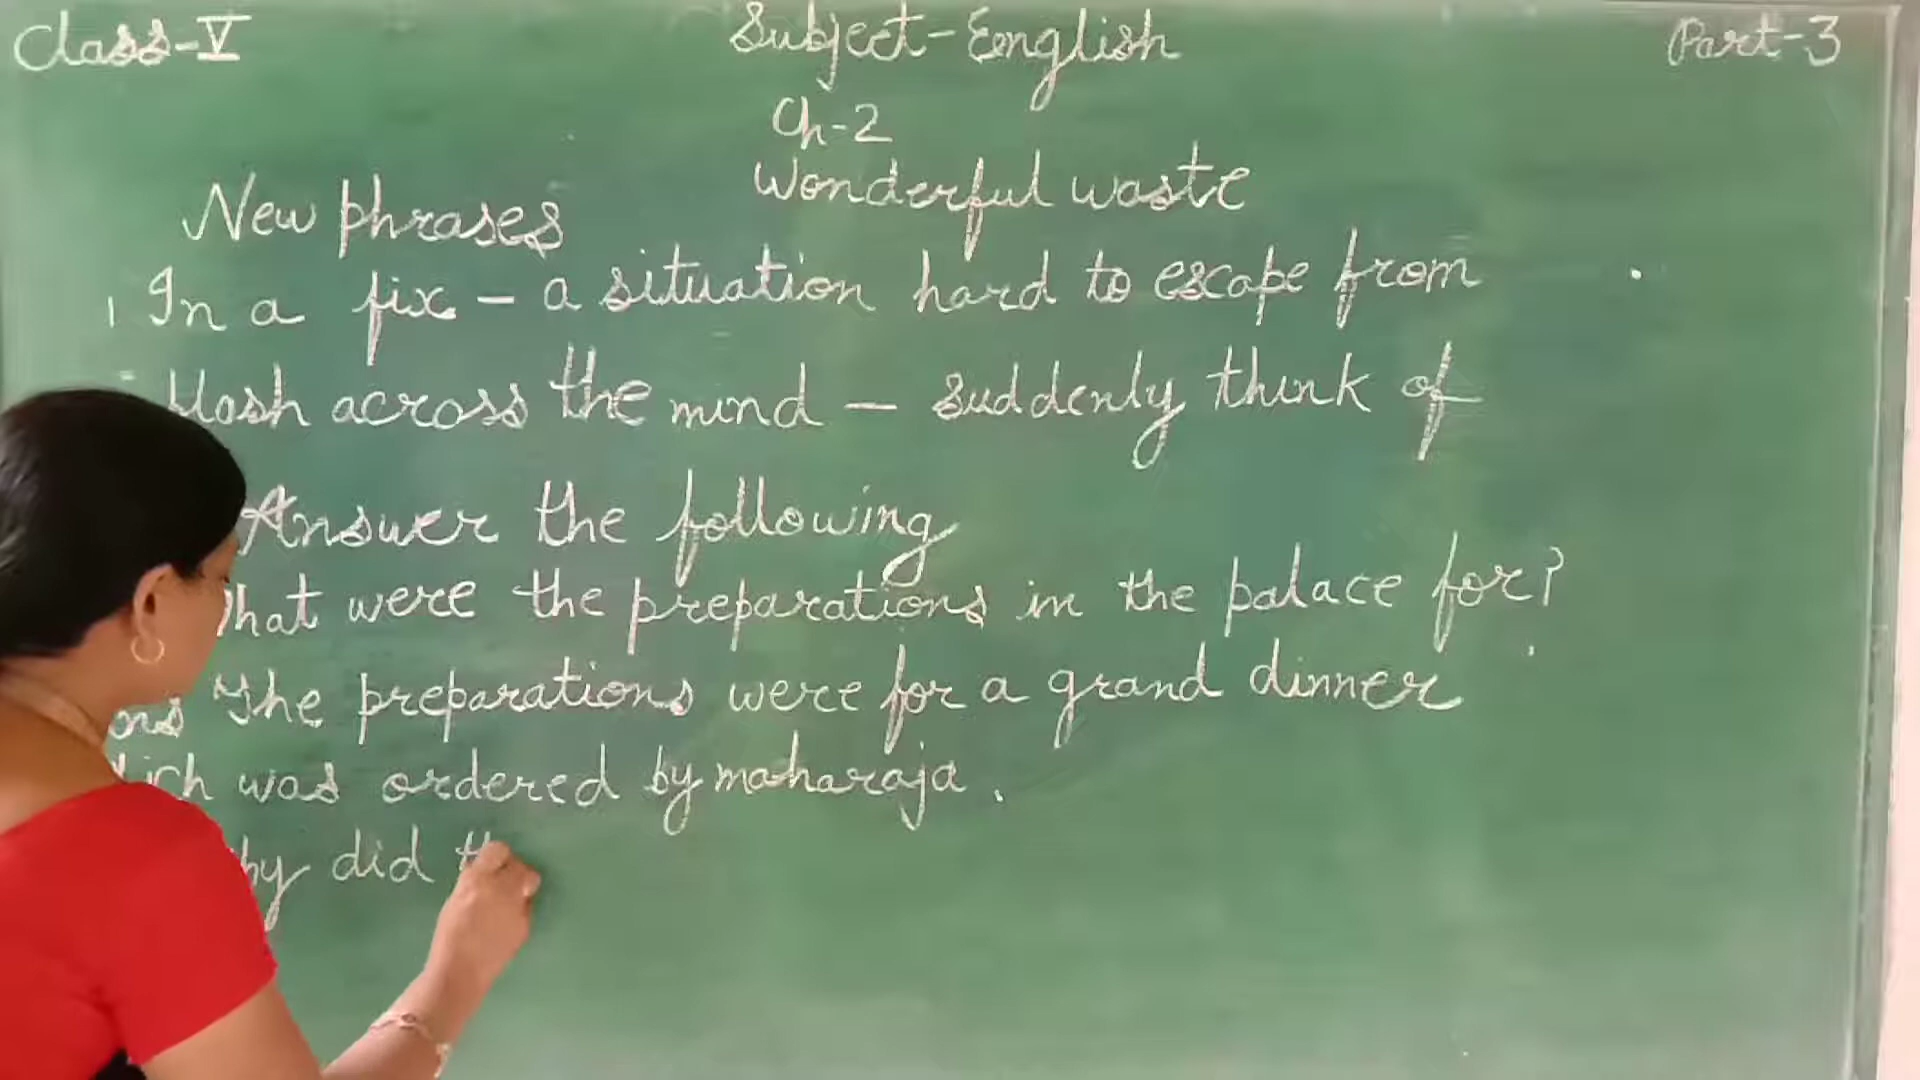 Class-V
Subject-English
Part-3
Ch-2
Wonderful waste
New phrases
1 In a fix - a situation hard to escape from
across the mind - suddenly think of
Answer the following
were the preparations in the palace for?
ans The preparations were for a grand dinner
was ordered by maharaja.
did